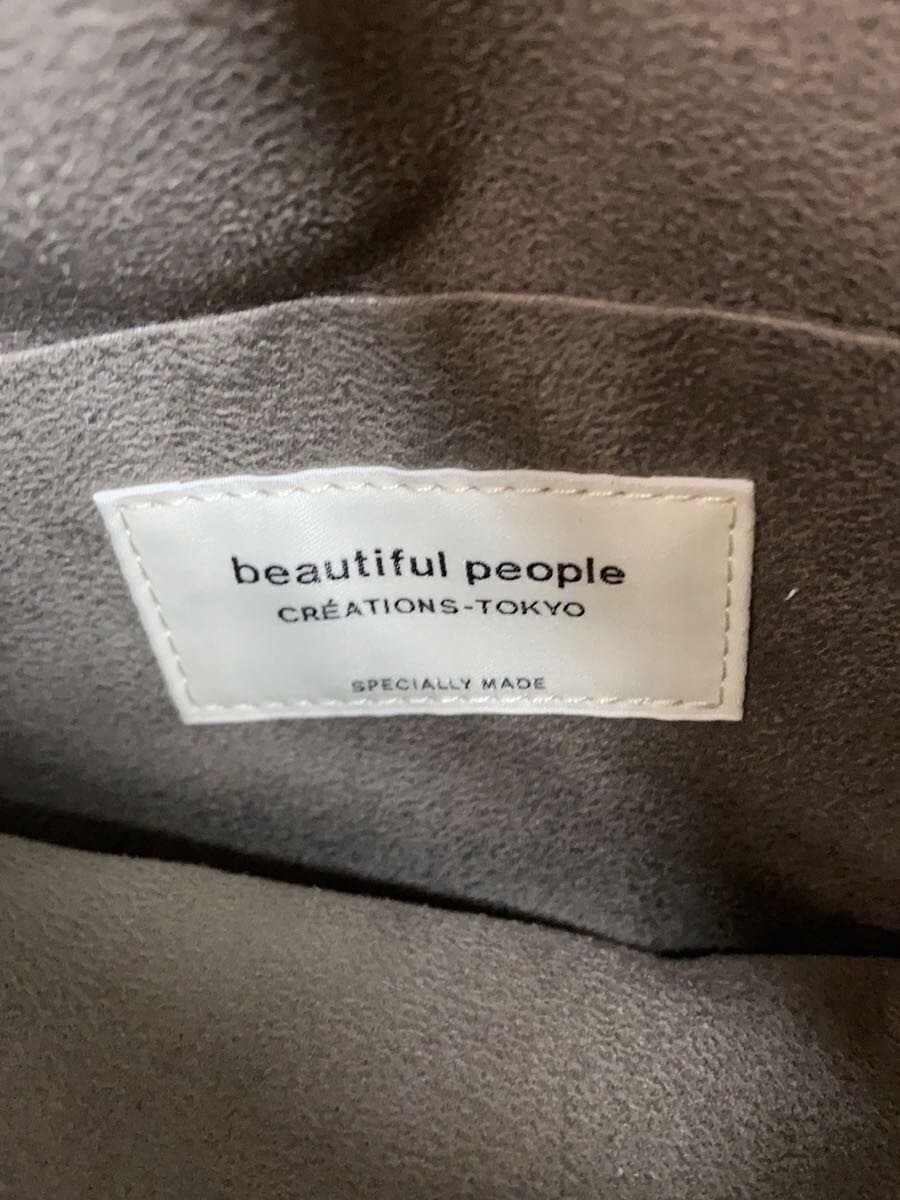 beautiful people
CRÉATIONS-TOKYO
SPECIALLY MADE